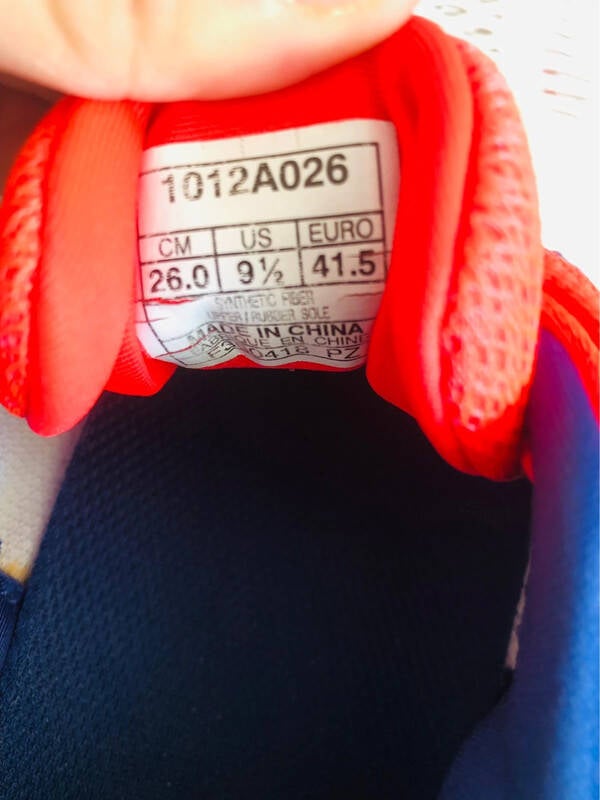 1012A026
CM US EURO
26.0 9½ 41.5
SYNTHETIC FIBER
UPPER / RUBBER SOLE
MADE IN CHINA
EN CHINE
PZ